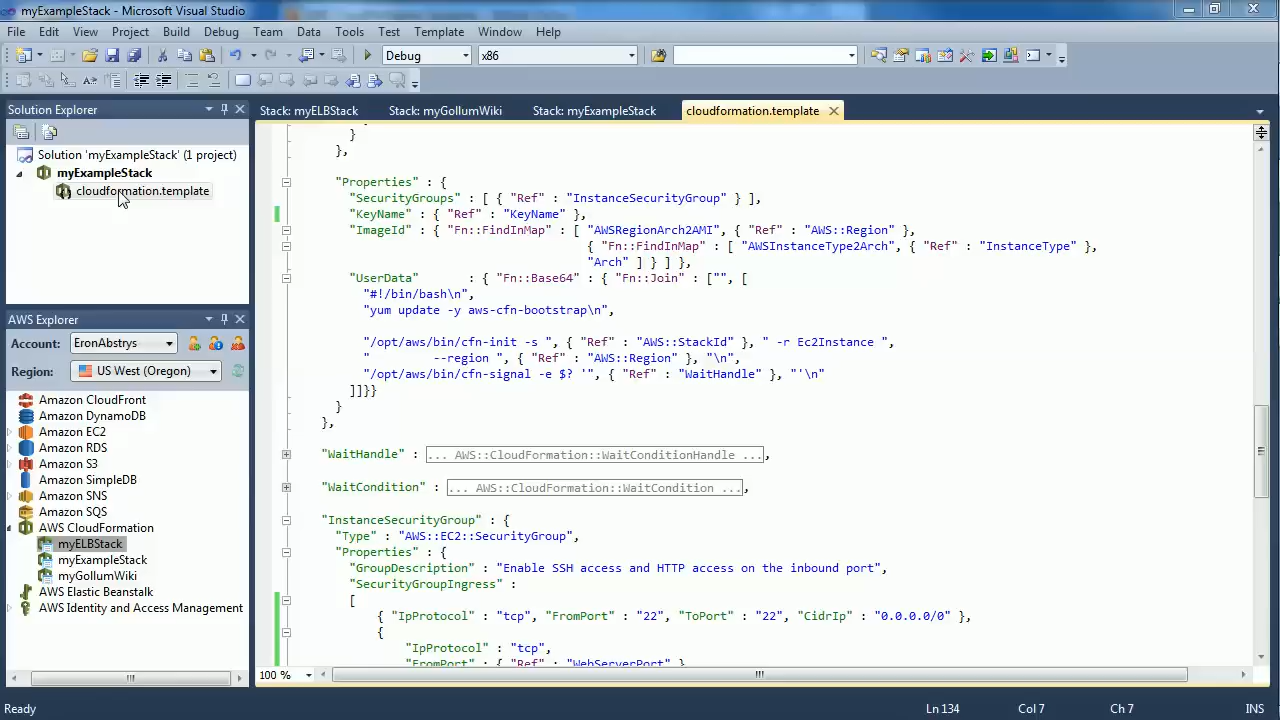 myExampleStack - Microsoft Visual Studio
File Edit View Project Build Debug Team Data Tools Test Template Window Help
Debug x86
Solution Explorer
Solution 'myExampleStack' (1 project)
myExampleStack
cloudformation.template
AWS Explorer
Account: EronAbstrys
Region: US West (Oregon)
Amazon CloudFront
Amazon DynamoDB
Amazon EC2
Amazon RDS
Amazon S3
Amazon SimpleDB
Amazon SNS
Amazon SQS
AWS CloudFormation
myELBStack
myExampleStack
myGollumWiki
AWS Elastic Beanstalk
AWS Identity and Access Management
Stack: myELBStack Stack: myGollumWiki Stack: myExampleStack cloudformation.template
}
},
"Properties" : {
"SecurityGroups" : [ { "Ref" : "InstanceSecurityGroup" } ],
"KeyName" : { "Ref" : "KeyName" },
"ImageId" : { "Fn::FindInMap" : [ "AWSRegionArch2AMI", { "Ref" : "AWS::Region" },
{ "Fn::FindInMap" : [ "AWSInstanceType2Arch", { "Ref" : "InstanceType" },
"Arch" ] } ] },
"UserData" : { "Fn::Base64" : { "Fn::Join" : ["", [
"#!/bin/bash\n",
"yum update -y aws-cfn-bootstrap\n",
"/opt/aws/bin/cfn-init -s ", { "Ref" : "AWS::StackId" }, " -r Ec2Instance ",
" --region ", { "Ref" : "AWS::Region" }, "\n",
"/opt/aws/bin/cfn-signal -e $? '", { "Ref" : "WaitHandle" }, "'\n"
]]}}
}
},
"WaitHandle" : ... AWS::CloudFormation::WaitConditionHandle ...,
"WaitCondition" : ... AWS::CloudFormation::WaitCondition ...,
"InstanceSecurityGroup" : {
"Type" : "AWS::EC2::SecurityGroup",
"Properties" : {
"GroupDescription" : "Enable SSH access and HTTP access on the inbound port",
"SecurityGroupIngress" :
[
{ "IpProtocol" : "tcp", "FromPort" : "22", "ToPort" : "22", "CidrIp" : "0.0.0.0/0" },
{
"IpProtocol" : "tcp",
"FromPort" : { "Ref" : "WebServerPort" },
100 %
Ready Ln 134 Col 7 Ch 7 INS